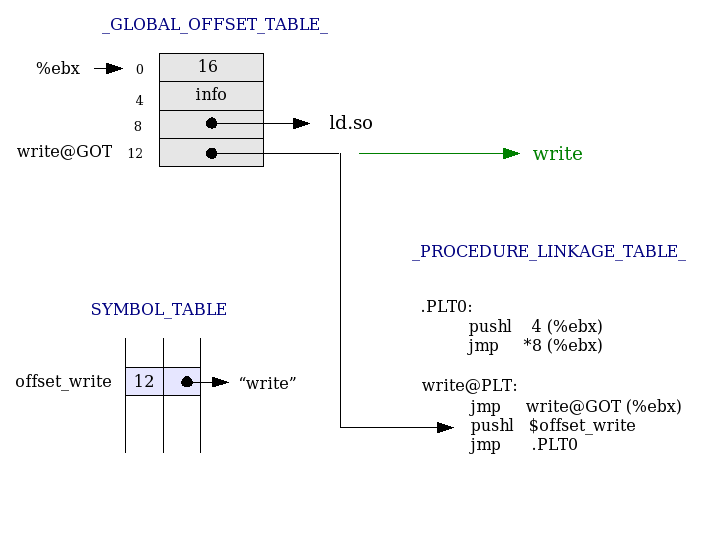 _GLOBAL_OFFSET_TABLE_
%ebx 0 16
4 info
8 ld.so
write@GOT 12 write
_PROCEDURE_LINKAGE_TABLE_
SYMBOL_TABLE
.PLT0:
pushl 4 (%ebx)
jmp *8 (%ebx)
offset_write 12 “write”
write@PLT:
jmp write@GOT (%ebx)
pushl $offset_write
jmp .PLT0